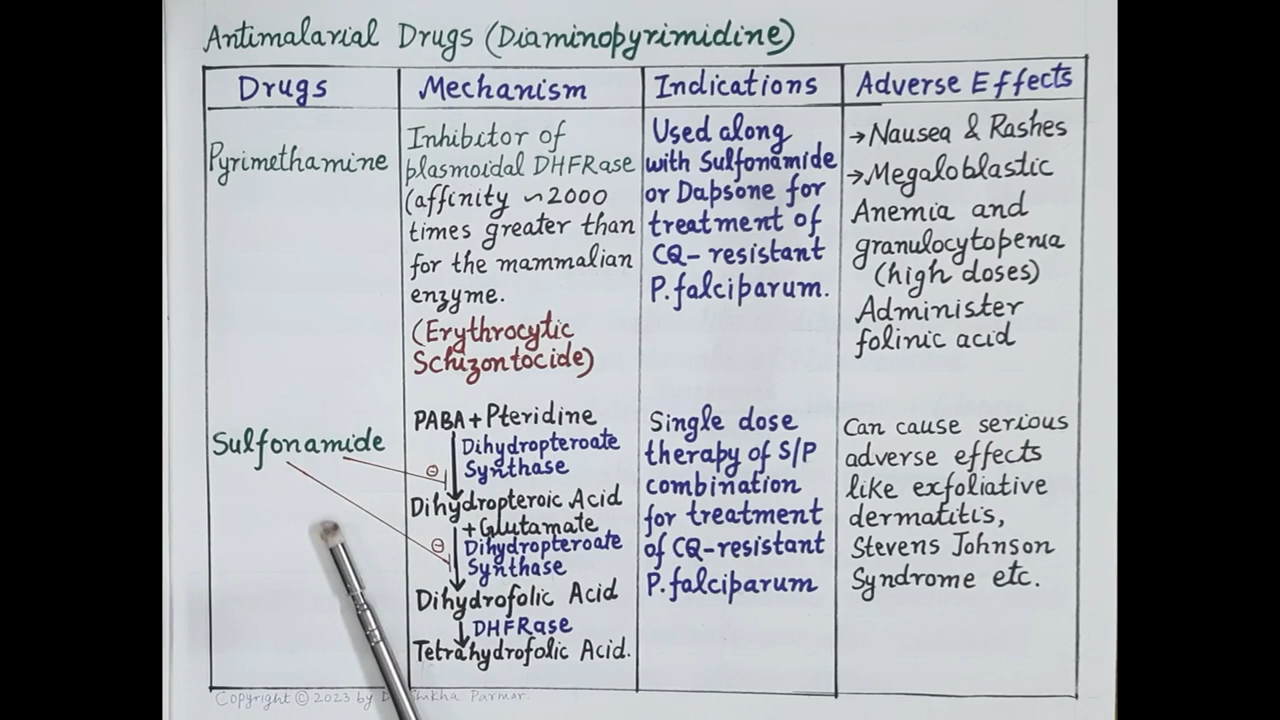 Antimalarial Drugs (Diaminopyrimidine)
Drugs
Mechanism
Indications
Adverse Effects
Pyrimethamine
Inhibitor of
plasmoidal DHFRase
(affinity ~2000
times greater than
for the mammalian
enzyme.
(Erythrocytic
Schizontocide)
Used along
with Sulfonamide
or Dapsone for
treatment of
CQ- resistant
P. falciparum.
→Nausea & Rashes
→Megaloblastic
Anemia and
granulocytopenia
(high doses)
Administer
folinic acid
Sulfonamide
PABA + Pteridine
Dihydropteroate
Synthase
⊖
Dihydropteroic Acid
+Glutamate
⊖
Dihydropteroate
Synthase
Dihydrofolic Acid
DHFRase
Tetrahydrofolic Acid.
Single dose
therapy of S/P
combination
for treatment
of CQ-resistant
P. falciparum
Can cause serious
adverse effects
like exfoliative
dermatitis,
Stevens Johnson
Syndrome etc.
Copyright © 2023 by Parmar